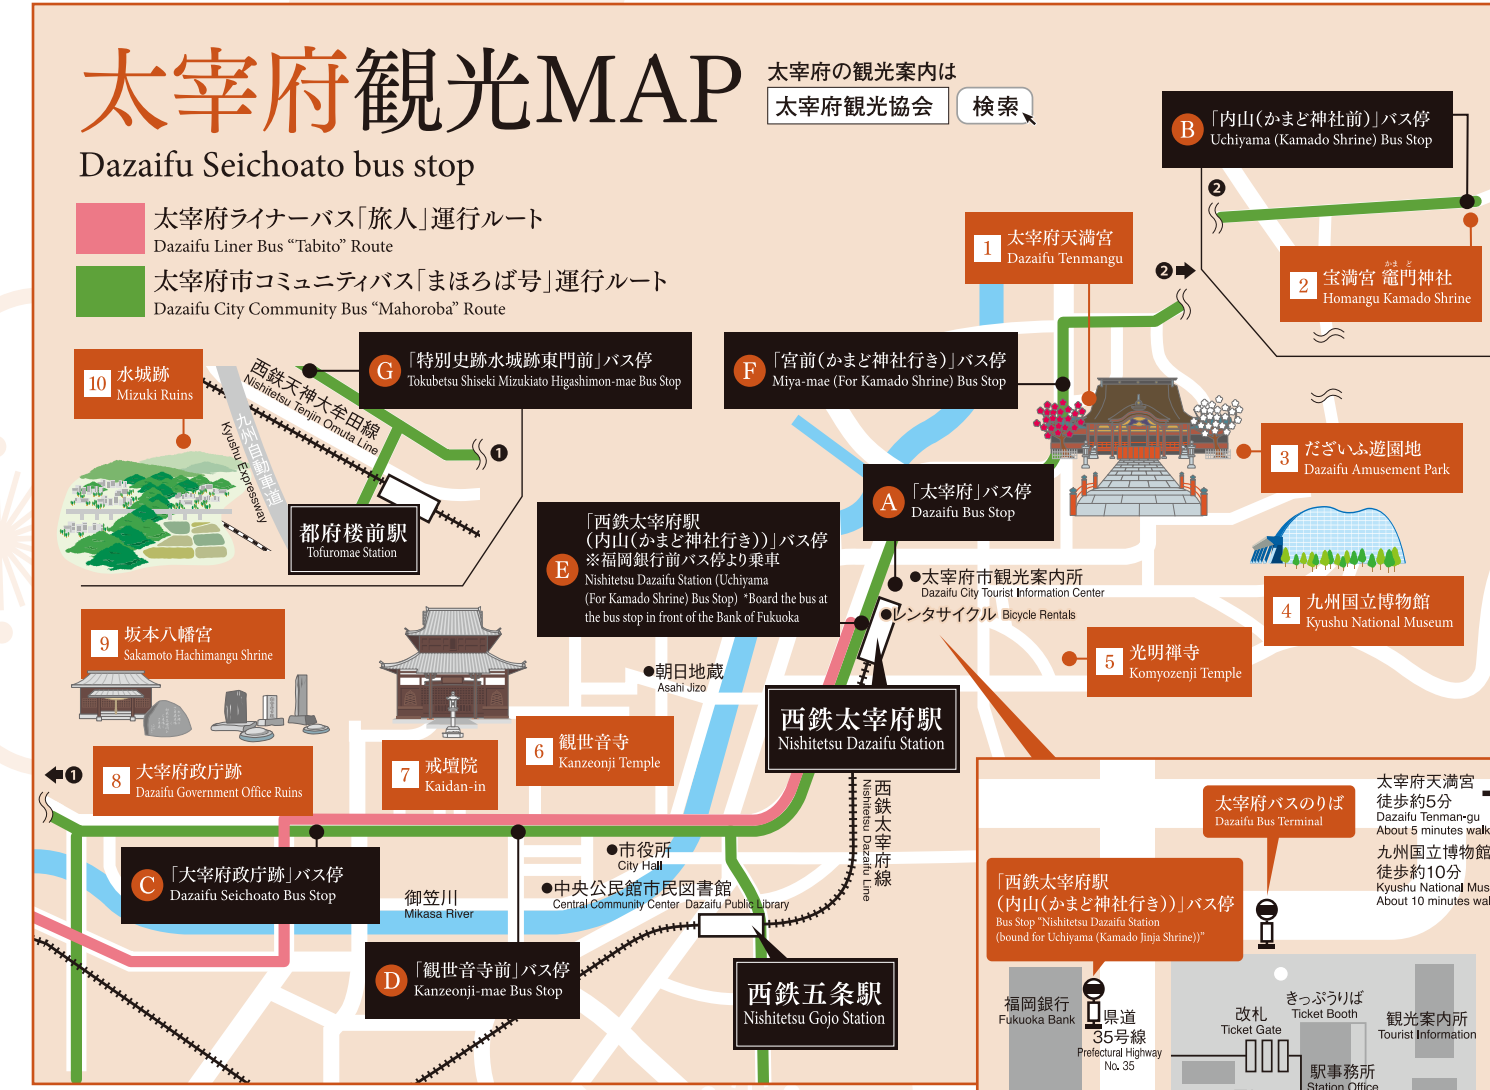 太宰府観光MAP
太宰府の観光案内は
太宰府観光協会 検索
Dazaifu Seichoato bus stop
太宰府ライナーバス「旅人」運行ルート
Dazaifu Liner Bus “Tabito” Route
太宰府市コミュニティバス「まほろば号」運行ルート
Dazaifu City Community Bus “Mahoroba” Route
B 「内山(かまど神社前)」バス停
Uchiyama (Kamado Shrine) Bus Stop
❷
1 太宰府天満宮
Dazaifu Tenmangu
❷➡
かまど
2 宝満宮 竈門神社
Homangu Kamado Shrine
10 水城跡
Mizuki Ruins
西鉄天神大牟田線
Nishitetsu Tenjin Omuta Line
九州自動車道
Kyushu Expressway
G 「特別史跡水城跡東門前」バス停
Tokubetsu Shiseki Mizukiato Higashimon-mae Bus Stop
❶
都府楼前駅
Tofuromae Station
F 「宮前(かまど神社行き)」バス停
Miya-mae (For Kamado Shrine) Bus Stop
3 だざいふ遊園地
Dazaifu Amusement Park
A 「太宰府」バス停
Dazaifu Bus Stop
E 「西鉄太宰府駅
(内山(かまど神社行き))」バス停
※福岡銀行前バス停より乗車
Nishitetsu Dazaifu Station (Uchiyama
(For Kamado Shrine) Bus Stop) *Board the bus at
the bus stop in front of the Bank of Fukuoka
●太宰府市観光案内所
Dazaifu City Tourist Information Center
●レンタサイクル Bicycle Rentals
4 九州国立博物館
Kyushu National Museum
5 光明禅寺
Komyozenji Temple
9 坂本八幡宮
Sakamoto Hachimangu Shrine
●朝日地蔵
Asahi Jizo
西鉄太宰府駅
Nishitetsu Dazaifu Station
6 観世音寺
Kanzeonji Temple
7 戒壇院
Kaidan-in
8 大宰府政庁跡
Dazaifu Government Office Ruins
⬅❶
西鉄太宰府線
Nishitetsu Dazaifu Line
C 「大宰府政庁跡」バス停
Dazaifu Seichoato Bus Stop
御笠川
Mikasa River
●市役所
City Hall
●中央公民館市民図書館
Central Community Center Dazaifu Public Library
D 「観世音寺前」バス停
Kanzeonji-mae Bus Stop
西鉄五条駅
Nishitetsu Gojo Station
太宰府バスのりば
Dazaifu Bus Terminal
太宰府天満宮
徒歩約5分
Dazaifu Tenman-gu
About 5 minutes walk
九州国立博物館
徒歩約10分
Kyushu National Mus
About 10 minutes wal
「西鉄太宰府駅
(内山(かまど神社行き))」バス停
Bus Stop “Nishitetsu Dazaifu Station
(bound for Uchiyama (Kamado Jinja Shrine))”
福岡銀行
Fukuoka Bank
県道
35号線
Prefectural Highway
No. 35
改札
Ticket Gate
きっぷうりば
Ticket Booth
観光案内所
Tourist Information
駅事務所
Station Office